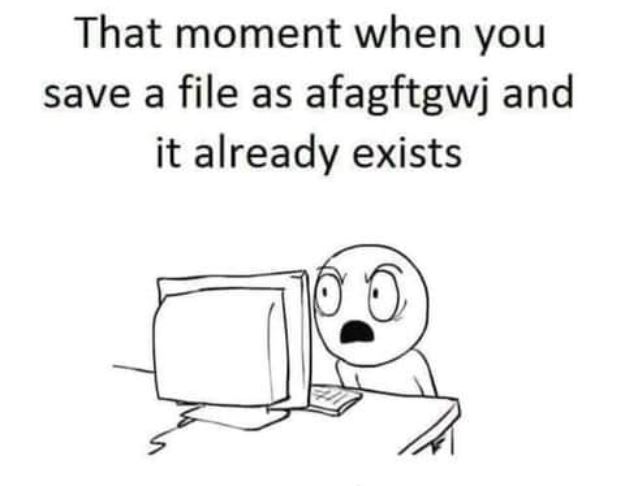 That moment when you
save a file as afagftgwj and
it already exists